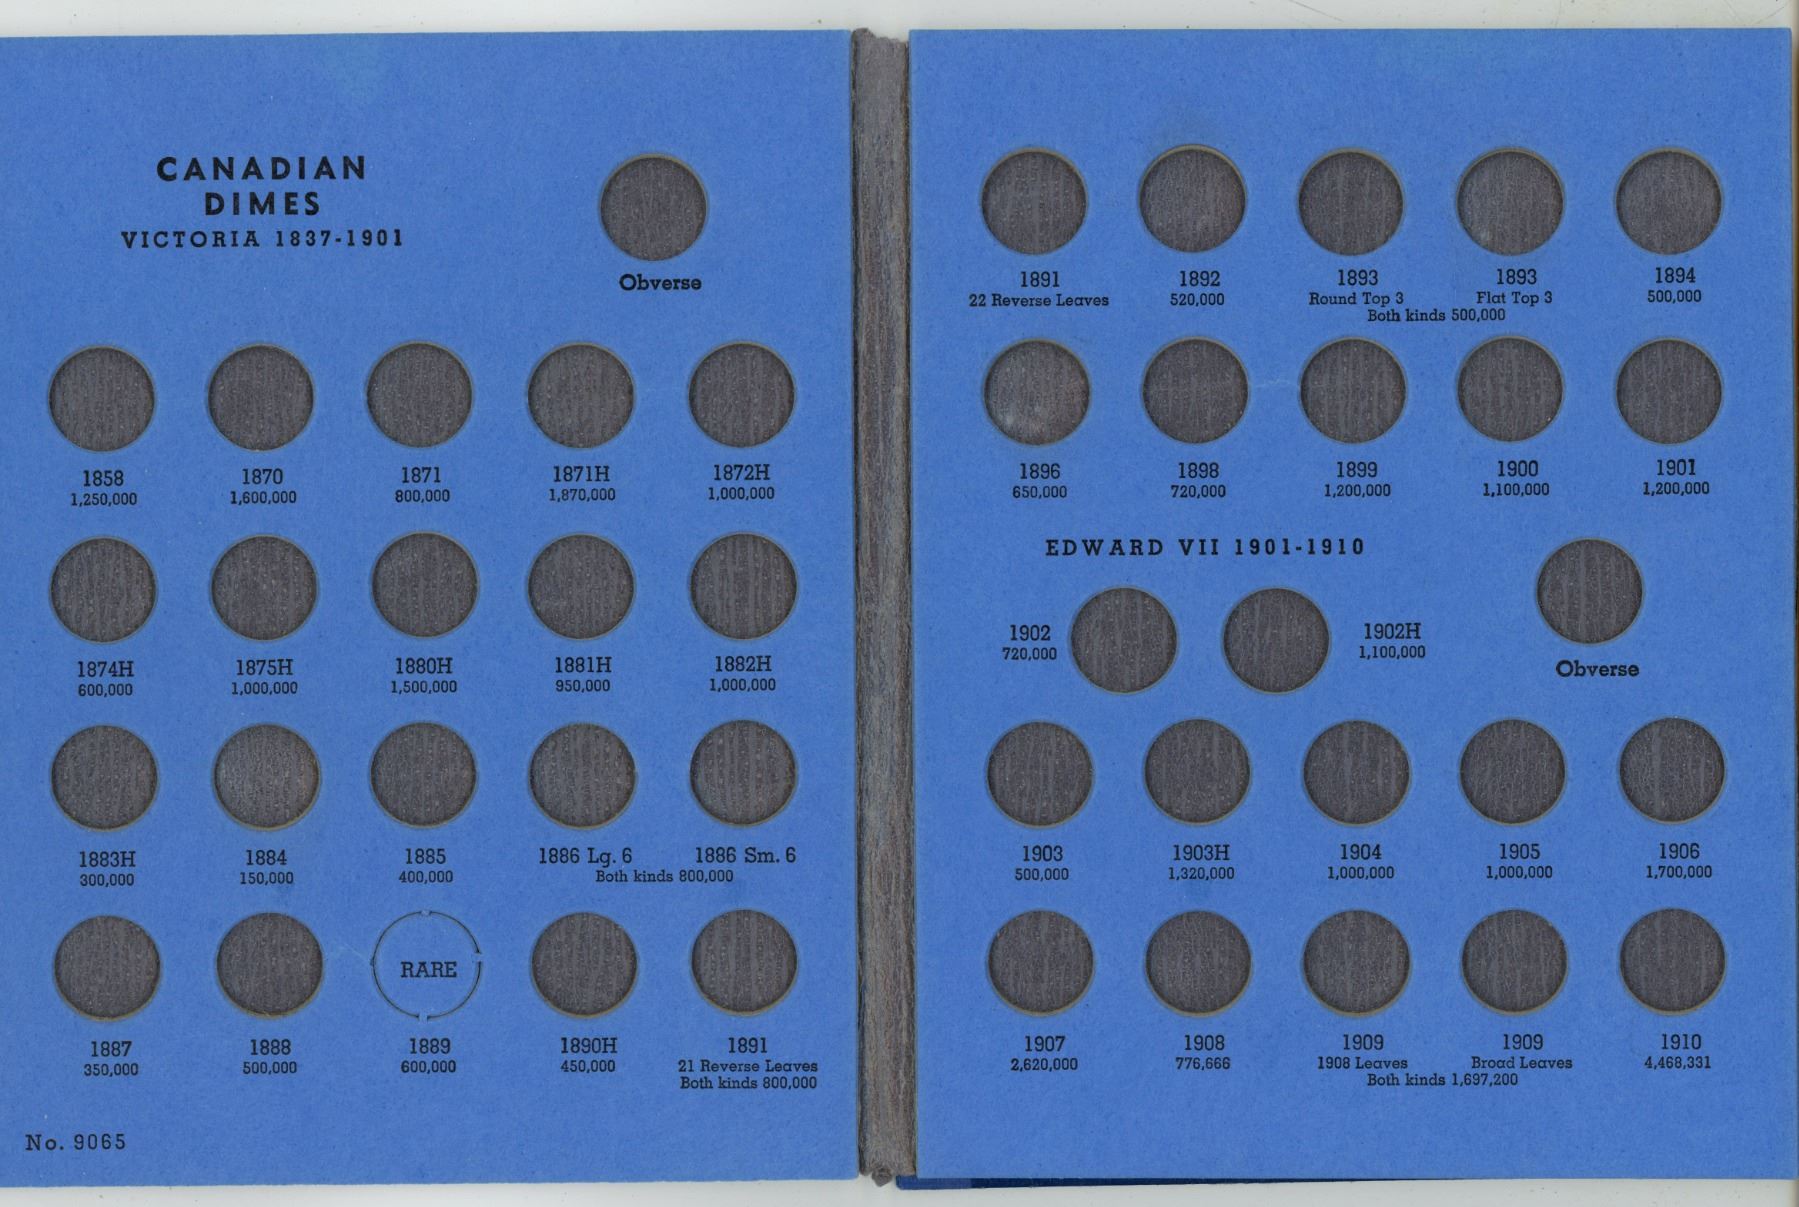 CANADIAN
DIMES
VICTORIA 1837-1901
Obverse
1858 1870 1871 1871H 1872H
1,250,000 1,600,000 800,000 1,870,000 1,000,000
1874H 1875H 1880H 1881H 1882H
600,000 1,000,000 1,500,000 950,000 1,000,000
1883H 1884 1885 1886 Lg. 6 1886 Sm. 6
300,000 150,000 400,000 Both kinds 800,000
RARE
1887 1888 1889 1890H 1891
350,000 500,000 600,000 450,000 21 Reverse Leaves
Both kinds 800,000
No. 9065
1891 1892 1893 1893 1894
22 Reverse Leaves 520,000 Round Top 3 Flat Top 3 500,000
Both kinds 500,000
1896 1898 1899 1900 1901
650,000 720,000 1,200,000 1,100,000 1,200,000
EDWARD VII 1901-1910
1902 1902H
720,000 1,100,000
Obverse
1903 1903H 1904 1905 1906
500,000 1,320,000 1,000,000 1,000,000 1,700,000
1907 1908 1909 1909 1910
2,620,000 776,666 1908 Leaves Broad Leaves 4,468,331
Both kinds 1,697,200